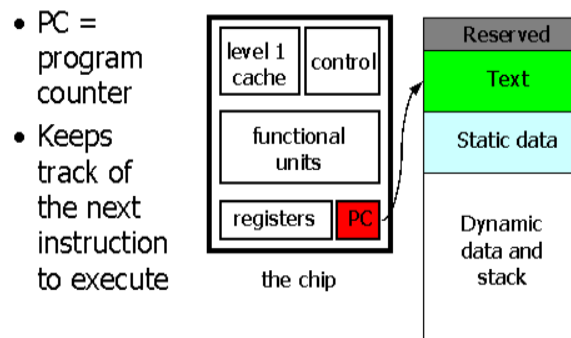 • PC =
program
counter
• Keeps
track of
the next
instruction
to execute
level 1
cache
control
functional
units
registers
PC
the chip
Reserved
Text
Static data
Dynamic
data and
stack